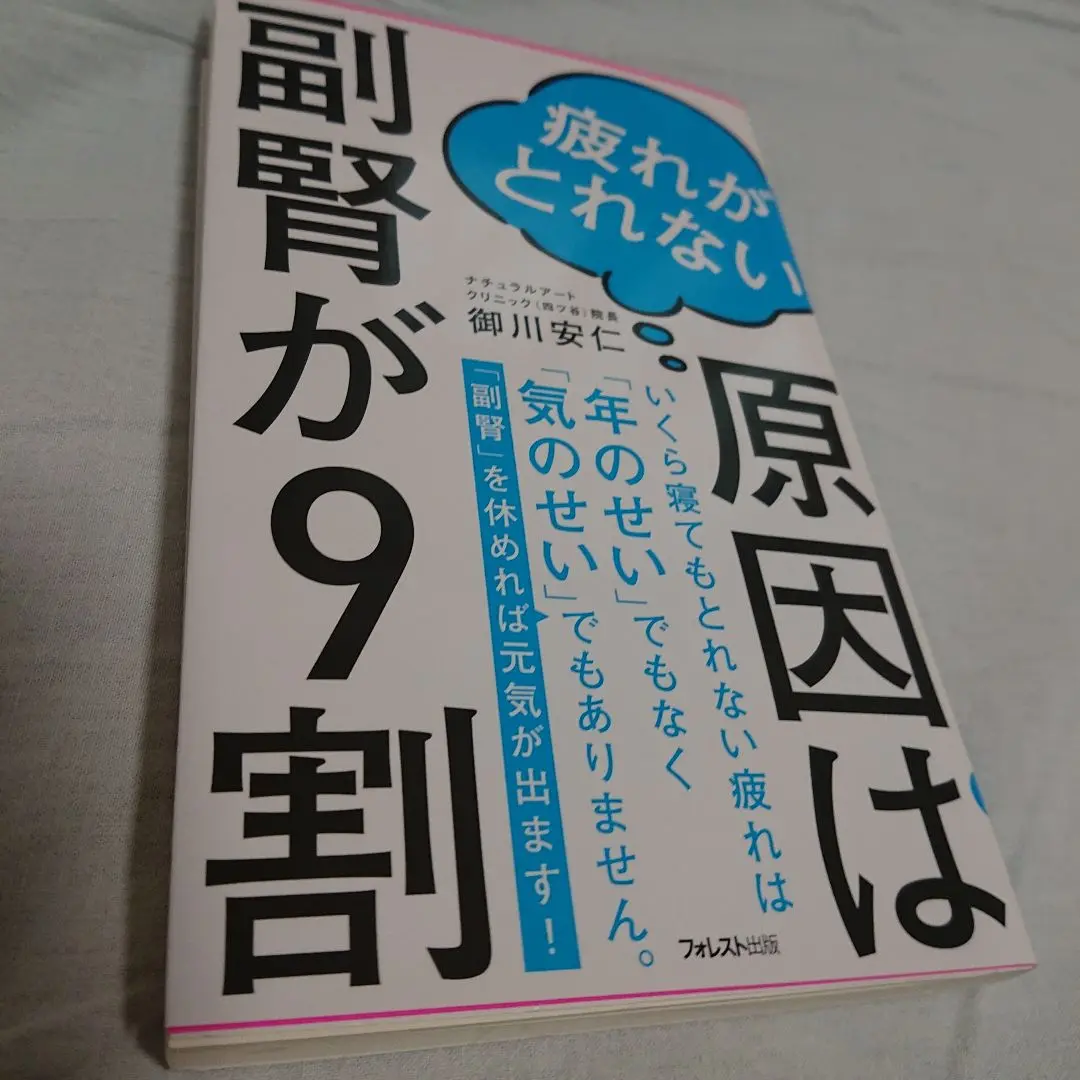 疲れが
とれない
原因は
副腎が9割
ナチュラルアート
クリニック(四ツ谷)院長
御川安仁
いくら寝てもとれない疲れは
「年のせい」でもなく
「気のせい」でもありません。
「副腎」を休めれば元気が出ます!
フォレスト出版